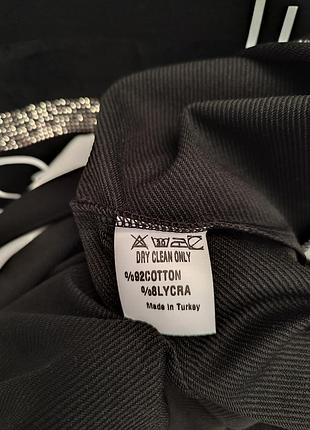 DRY CLEAN ONLY
%92COTTON
%8LYCRA
Made in Turkey